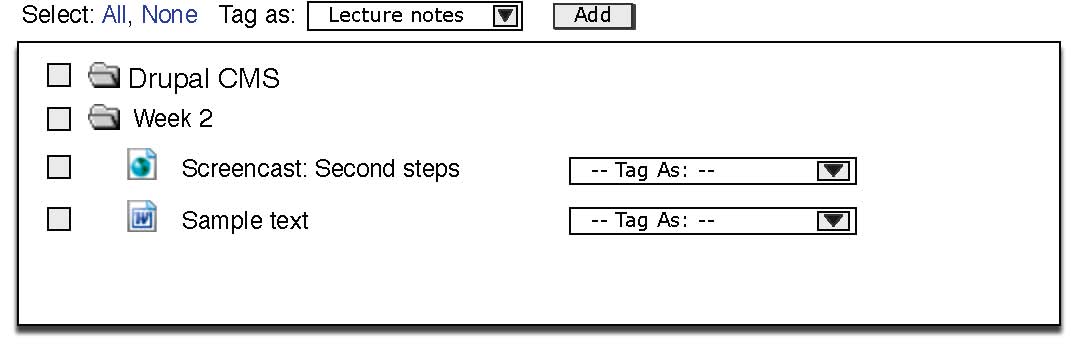 Select: All, None Tag as: Lecture notes Add
Drupal CMS
Week 2
Screencast: Second steps -- Tag As: --
Sample text -- Tag As: --